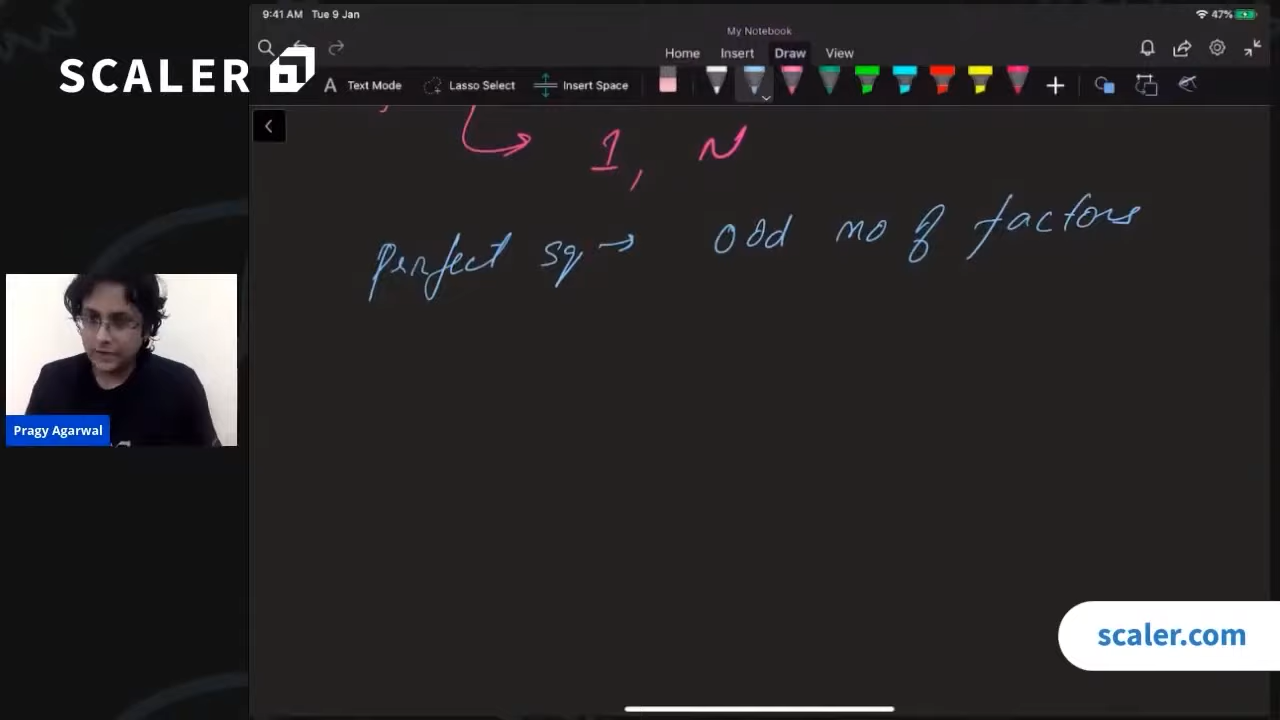 9:41 AM Tue 9 Jan
47%
My Notebook
Home Insert Draw View
SCALER
A Text Mode Lasso Select Insert Space
1, N
perfect sq → odd no of factors
Pragy Agarwal
scaler.com